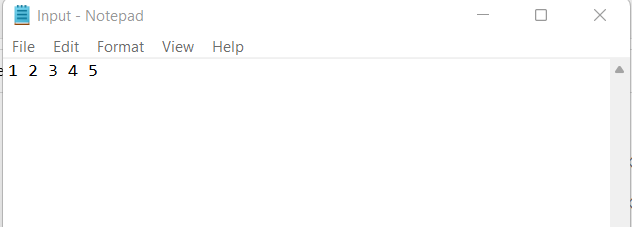 Input - Notepad
File Edit Format View Help
1 2 3 4 5